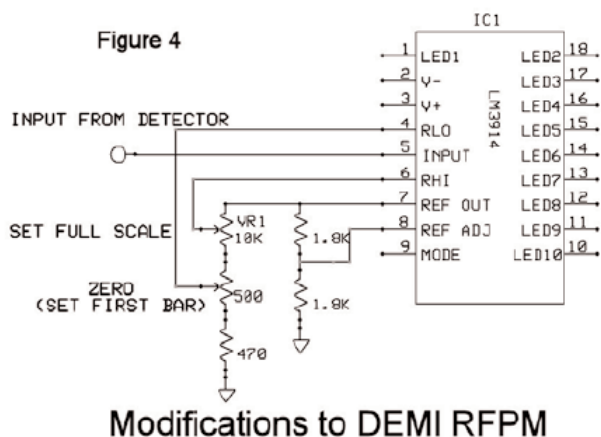 Figure 4
IC1
1 LED1 LED2 18
2 V- LED3 17
3 V+ LED4 16
4 RLO LED5 15
5 INPUT LED6 14
6 RHI LED7 13
7 REF OUT LED8 12
8 REF ADJ LED9 11
9 MODE LED10 10
LM3914
INPUT FROM DETECTOR
SET FULL SCALE
VR1
10K
1.8K
ZERO
(SET FIRST BAR)
500
1.8K
470
Modifications to DEMI RFPM